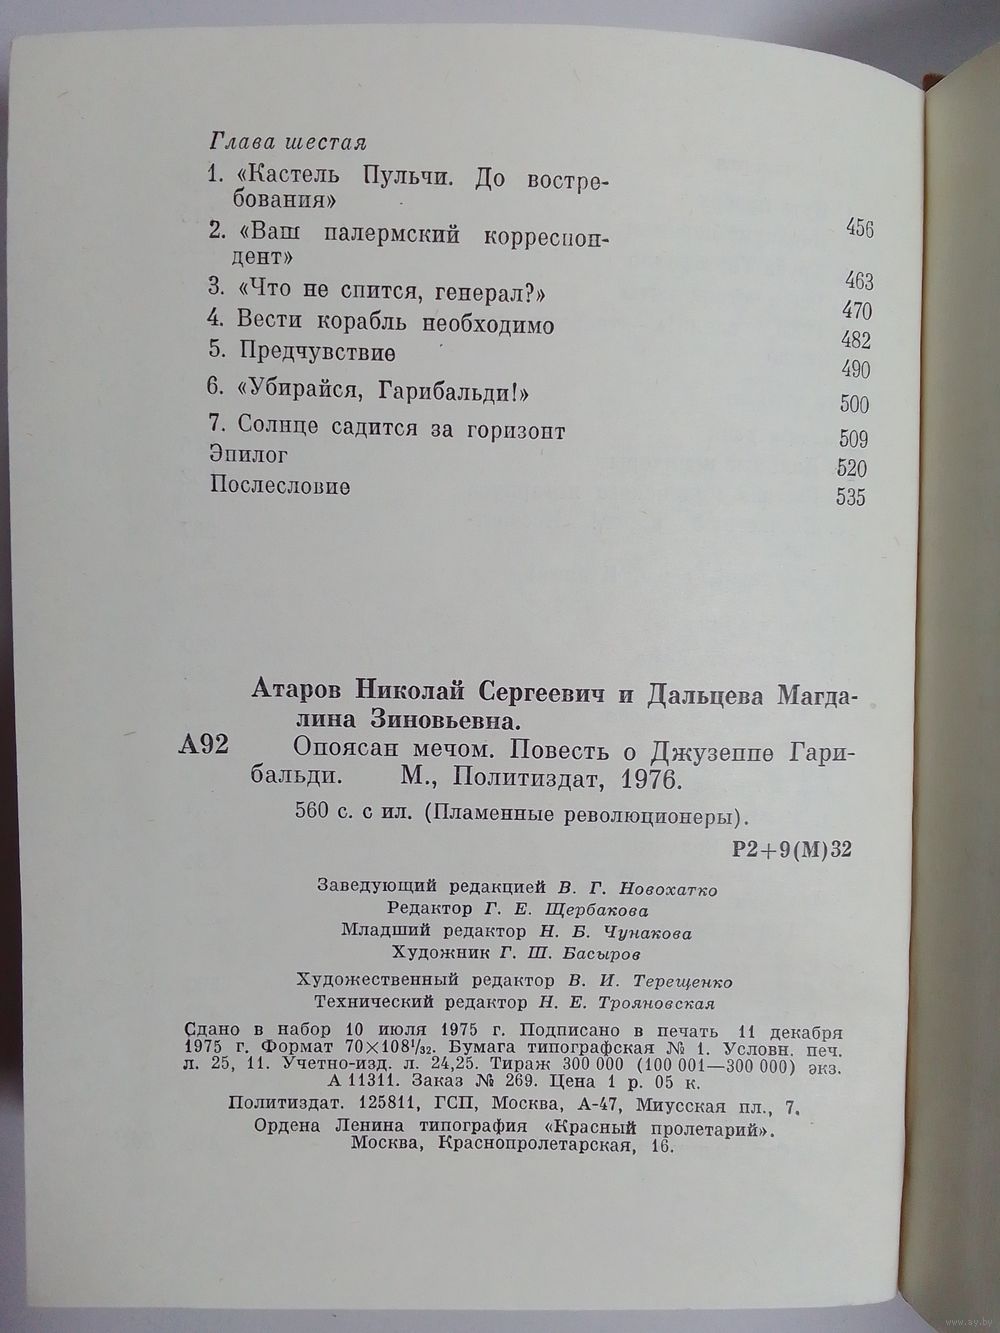 Глава шестая
1. «Кастель Пульчи. До востре-
бования» 456
2. «Ваш палермский корреспон-
дент» 463
3. «Что не спится, генерал?» 470
4. Вести корабль необходимо 482
5. Предчувствие 490
6. «Убирайся, Гарибальди!» 500
7. Солнце садится за горизонт 509
Эпилог 520
Послесловие 535
Атаров Николай Сергеевич и Дальцева Магда-
лина Зиновьевна.
А92 Опоясан мечом. Повесть о Джузеппе Гари-
бальди. М., Политиздат, 1976.
560 с. с ил. (Пламенные революционеры).
Р2+9(М)32
Заведующий редакцией В. Г. Новохатко
Редактор Г. Е. Щербакова
Младший редактор Н. Б. Чунакова
Художник Г. Ш. Басыров
Художественный редактор В. И. Терещенко
Технический редактор Н. Е. Трояновская
Сдано в набор 10 июля 1975 г. Подписано в печать 11 декабря
1975 г. Формат 70×108 1/32. Бумага типографская № 1. Условн. печ.
л. 25, 11. Учетно-изд. л. 24,25. Тираж 300 000 (100 001—300 000) экз.
А 11311. Заказ № 269. Цена 1 р. 05 к.
Политиздат. 125811, ГСП, Москва, А-47, Миусская пл., 7.
Ордена Ленина типография «Красный пролетарий».
Москва, Краснопролетарская, 16.
www.ay.by